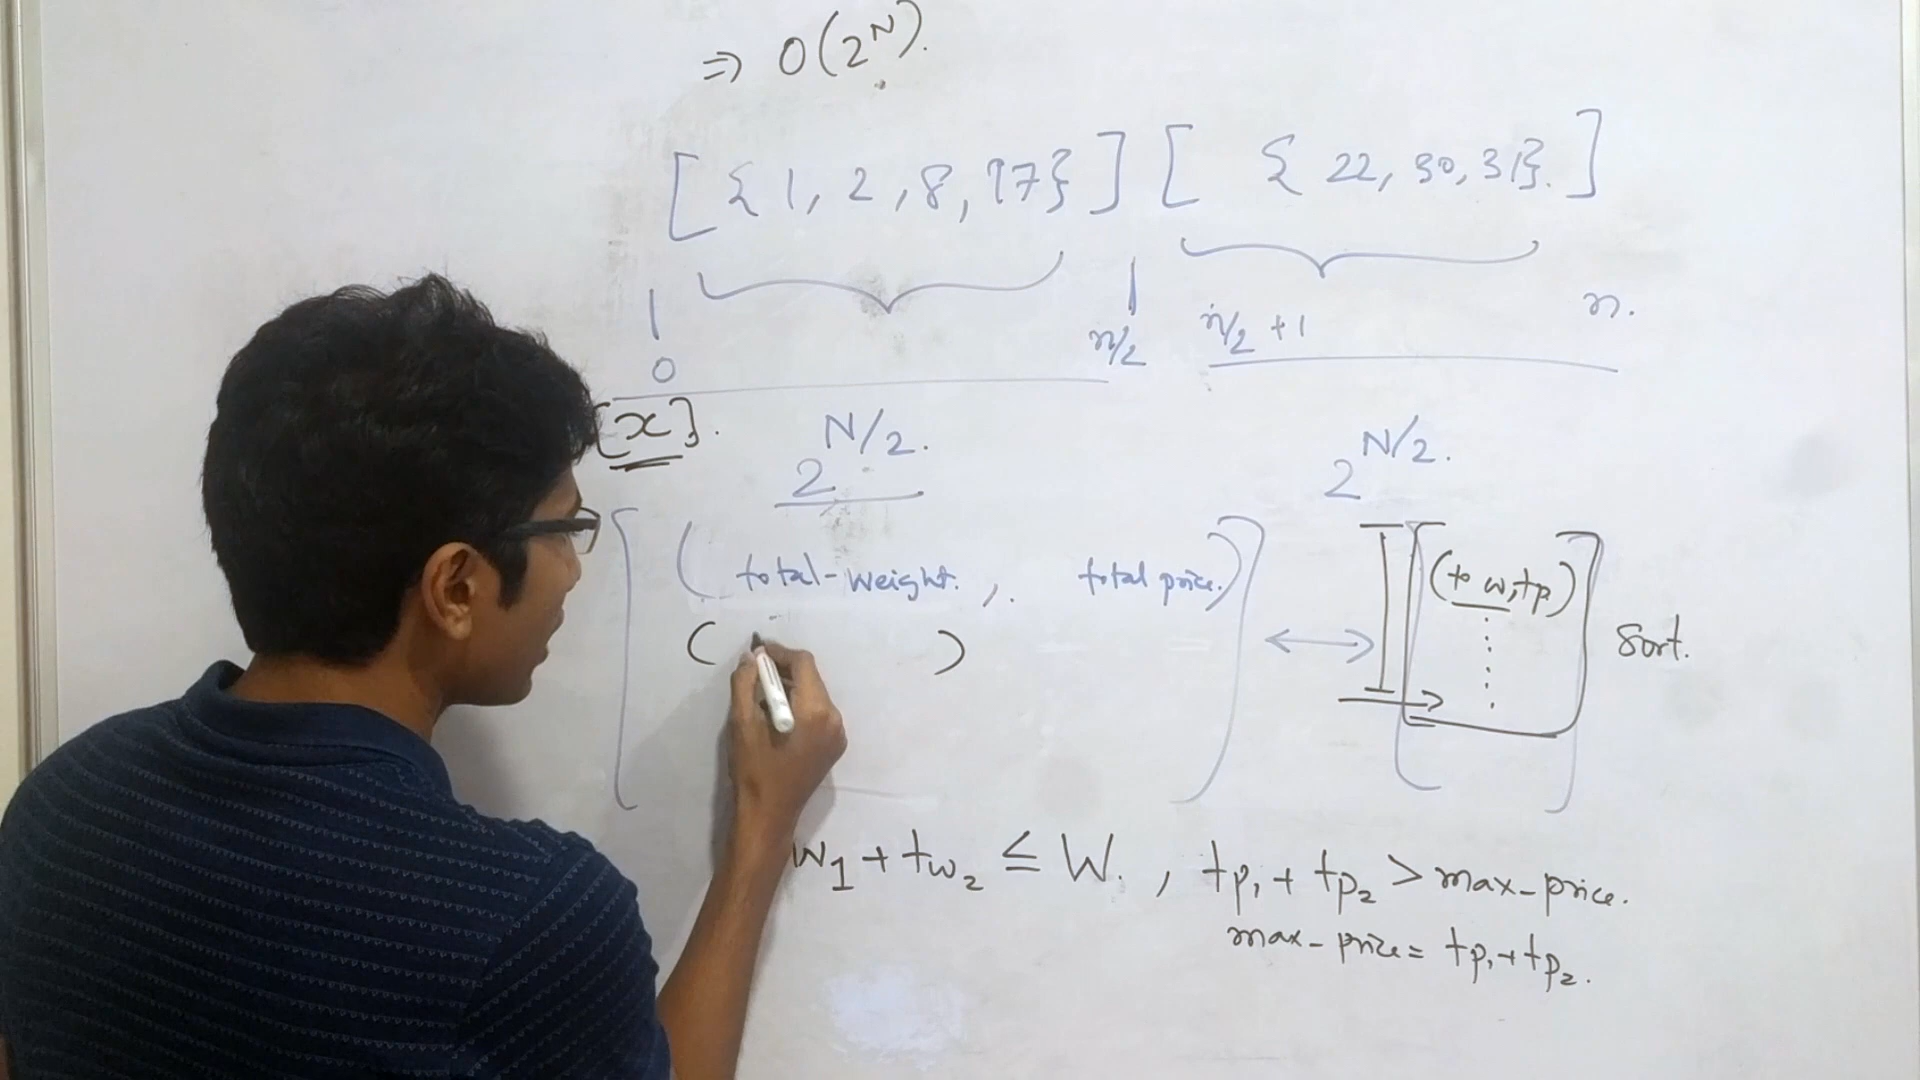 ⇒ O(2^N).
[ { 1, 2, 8, 17} ] [ { 22, 30, 31}. ]
1
0
n/2
n/2 + 1
n.
[x].
2^N/2.
2^N/2.
( total-weight. , total price.)
( )
(to w, tp)
Sort.
w₁ + tw₂ ≤ W. , tp₁ + tp₂ > max-price.
max-price = tp₁ + tp₂.